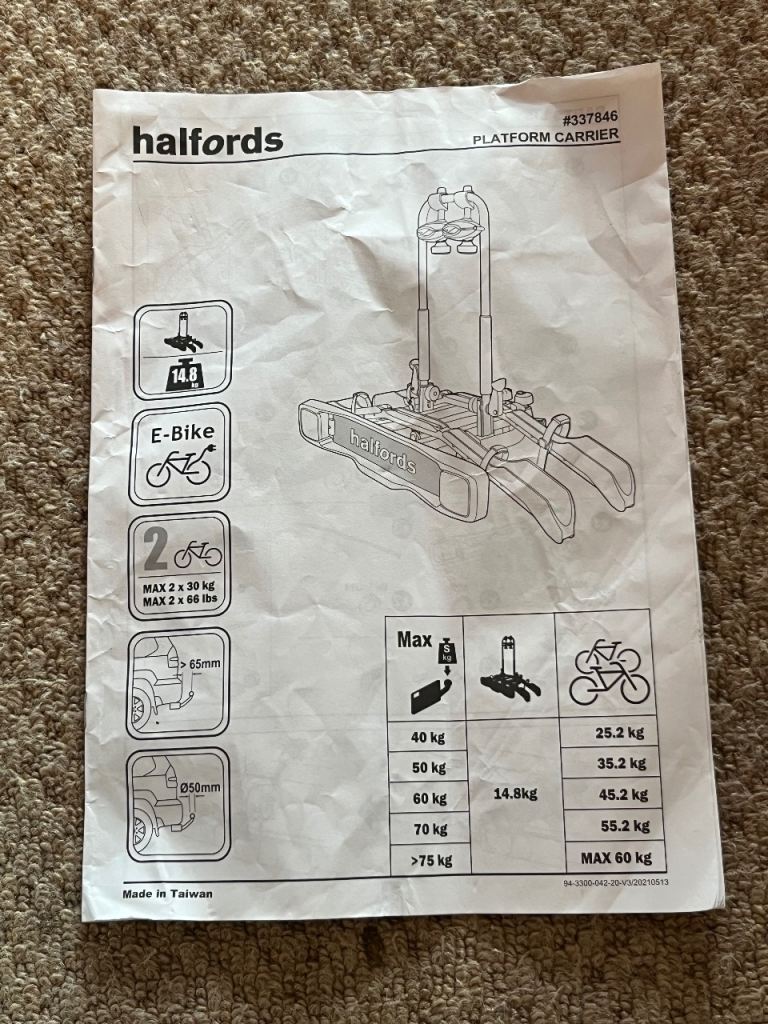 halfords
#337846
PLATFORM CARRIER
halfords
14.8
kg
E-Bike
2
MAX 2 x 30 kg
MAX 2 x 66 lbs
> 65mm
Ø50mm
Max
S
kg
40 kg
25.2 kg
50 kg
35.2 kg
60 kg
14.8kg
45.2 kg
70 kg
55.2 kg
>75 kg
MAX 60 kg
Made in Taiwan
94-3300-042-20-V3/20210513